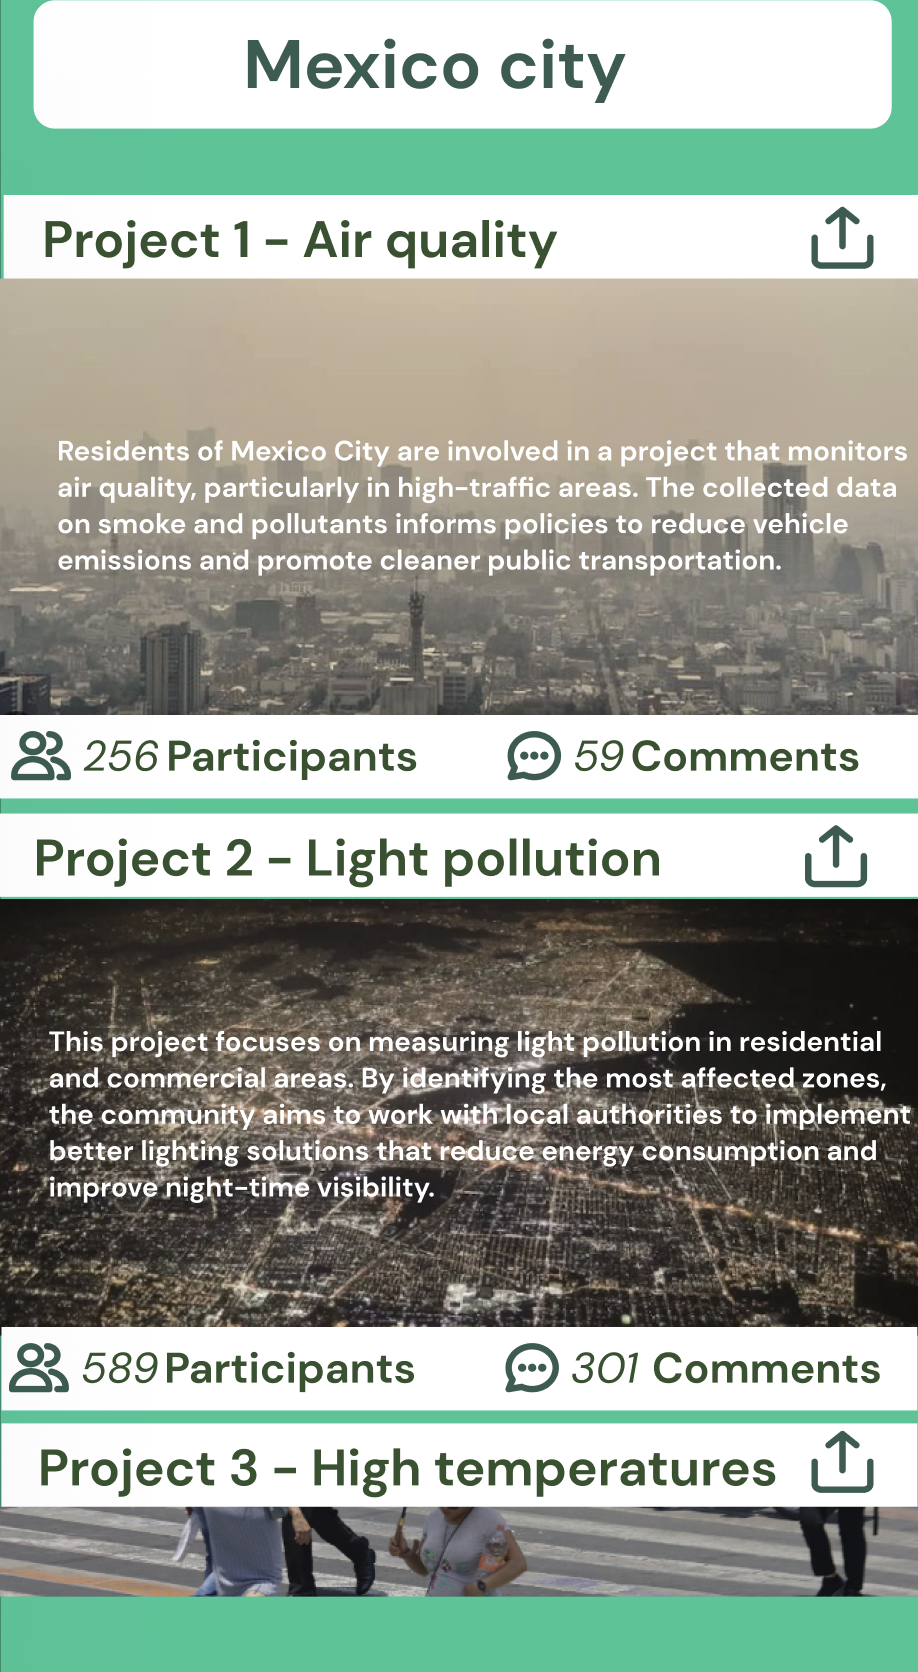 Mexico city
Project 1 - Air quality
Residents of Mexico City are involved in a project that monitors
air quality, particularly in high-traffic areas. The collected data
on smoke and pollutants informs policies to reduce vehicle
emissions and promote cleaner public transportation.
256 Participants 59 Comments
Project 2 - Light pollution
This project focuses on measuring light pollution in residential
and commercial areas. By identifying the most affected zones,
the community aims to work with local authorities to implement
better lighting solutions that reduce energy consumption and
improve night-time visibility.
589 Participants 301 Comments
Project 3 - High temperatures